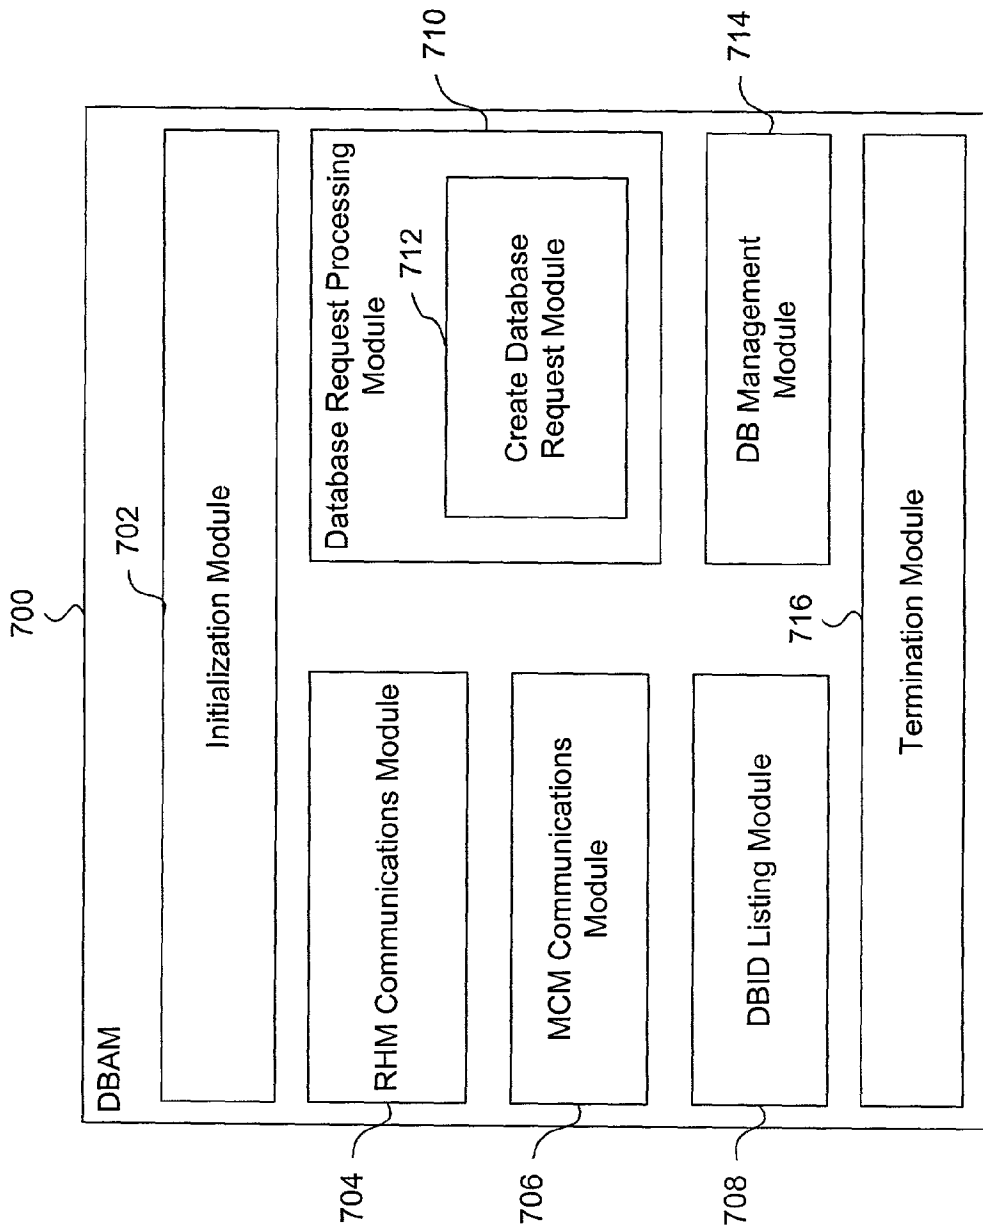 700
DBAM
702
Initialization Module
704
RHM Communications Module
706
MCM Communications
Module
708
DBID Listing Module
710
Database Request Processing
Module
712
Create Database
Request Module
714
DB Management
Module
716
Termination Module